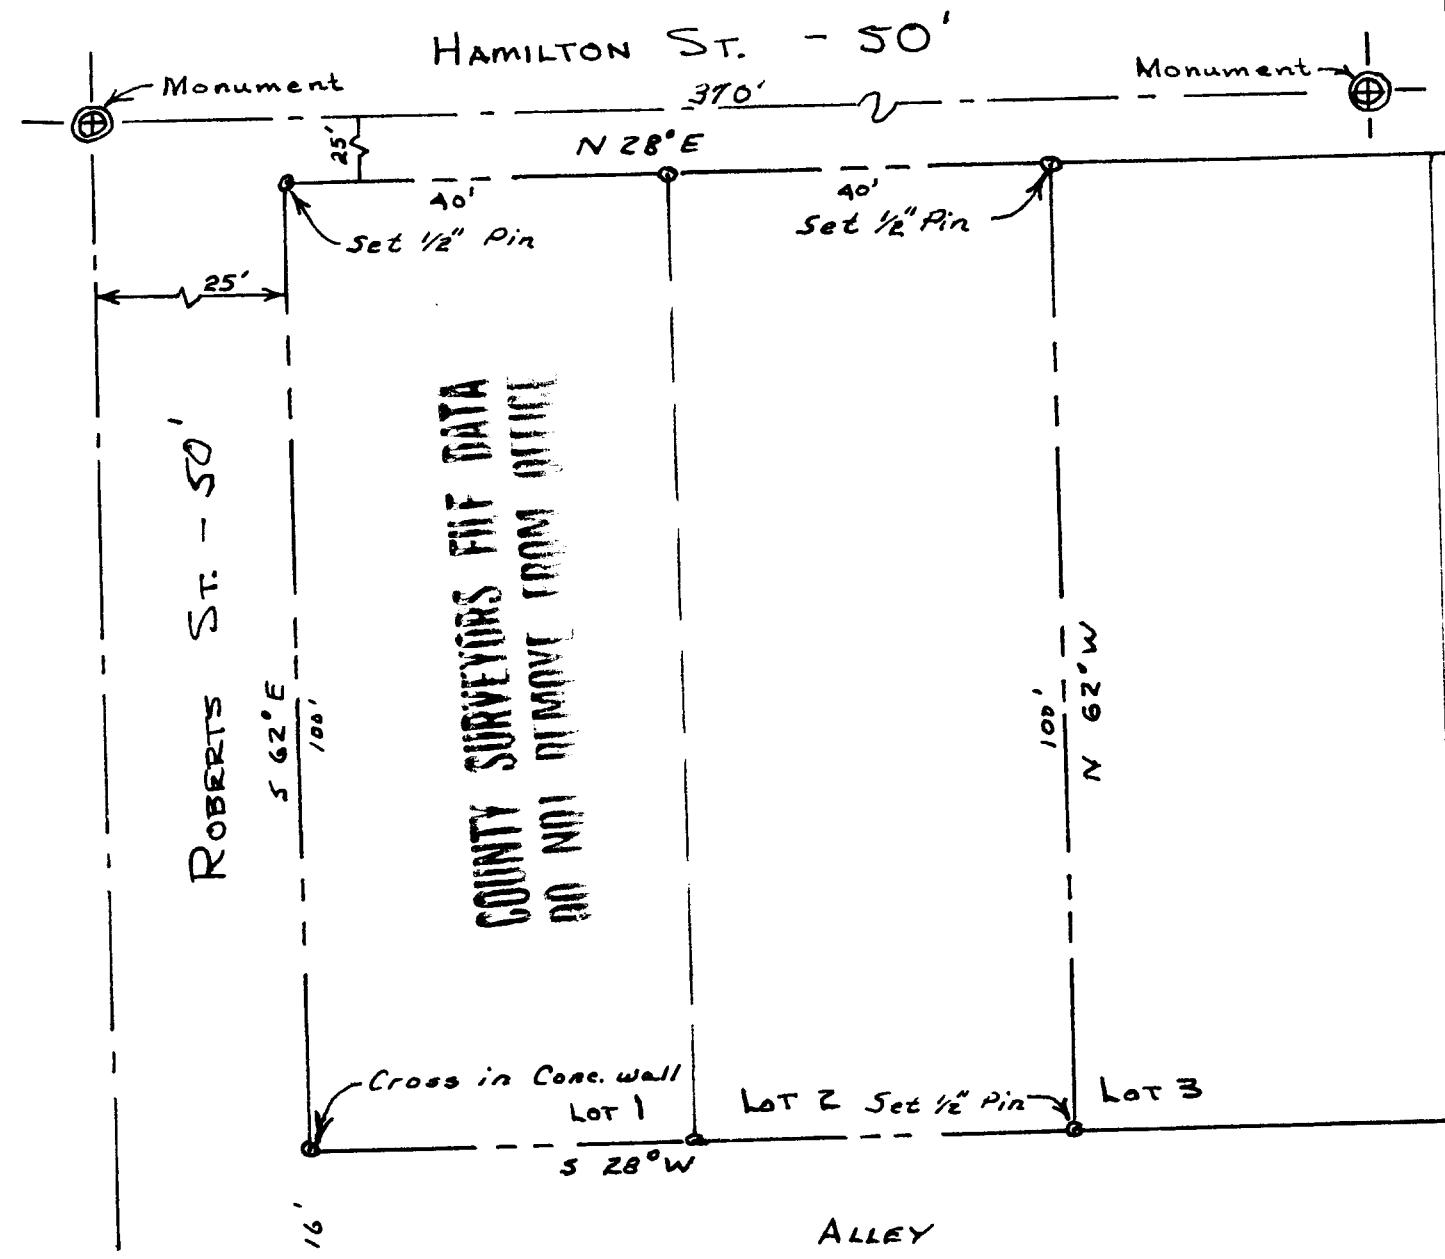 HAMILTON ST. - 50'
Monument
370'
Monument
25'
N 28° E
40'
40'
Set 1/2" Pin
Set 1/2" Pin
25'
ROBERTS ST. - 50'
S 62° E
100'
COUNTY SURVEYORS FILE DATA
DO NOT REMOVE FROM OFFICE
100'
N 62° W
Cross in Conc. wall
LOT 1
LOT 2
Set 1/2" Pin
LOT 3
S 28° W
16'
ALLEY